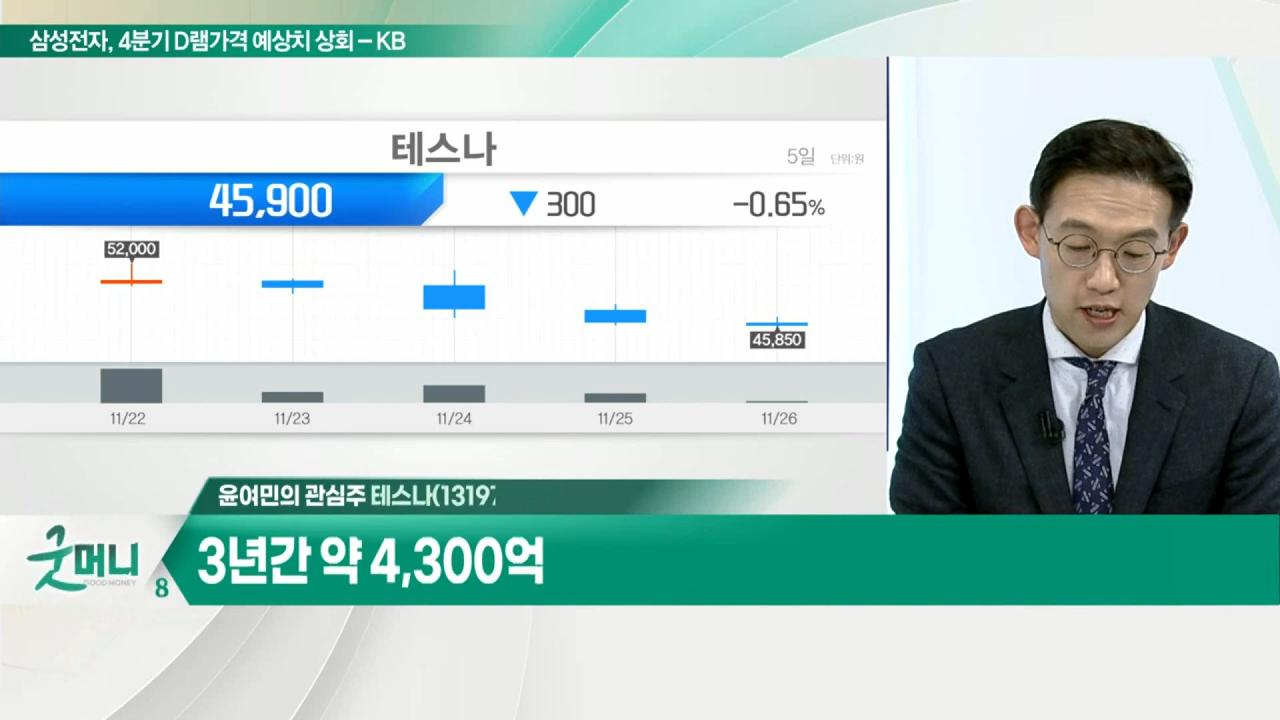 삼성전자, 4분기 D램가격 예상치 상회 – KB
테스나
5일 단위:원
45,900 ▼ 300 -0.65%
52,000
45,850
11/22 11/23 11/24 11/25 11/26
윤여민의 관심주 테스나(13197
굿머니
GOOD MONEY
8
3년간 약 4,300억